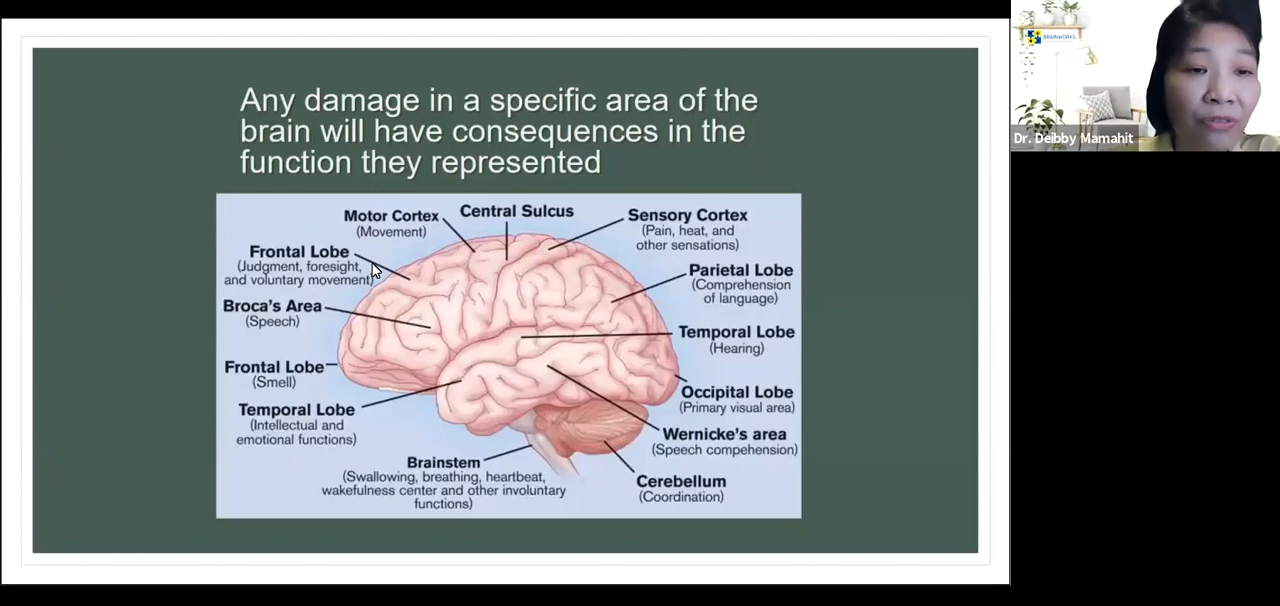 Any damage in a specific area of the
brain will have consequences in the
function they represented
Motor Cortex
(Movement)
Central Sulcus
Sensory Cortex
(Pain, heat, and
other sensations)
Frontal Lobe
(Judgment, foresight,
and voluntary movement)
Parietal Lobe
(Comprehension
of language)
Broca's Area
(Speech)
Temporal Lobe
(Hearing)
Frontal Lobe
(Smell)
Occipital Lobe
(Primary visual area)
Temporal Lobe
(Intellectual and
emotional functions)
Wernicke's area
(Speech compehension)
Brainstem
(Swallowing, breathing, heartbeat,
wakefulness center and other involuntary
functions)
Cerebellum
(Coordination)
BRAINWORKS
Dr. Deibby Mamahit